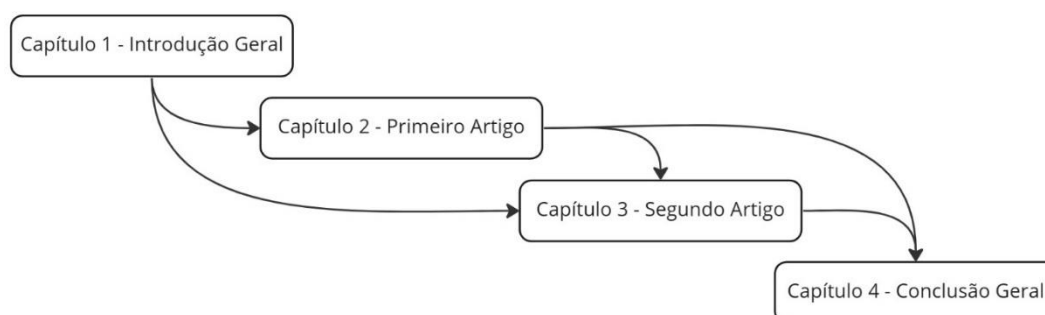 Capítulo 1 - Introdução Geral
Capítulo 2 - Primeiro Artigo
Capítulo 3 - Segundo Artigo
Capítulo 4 - Conclusão Geral